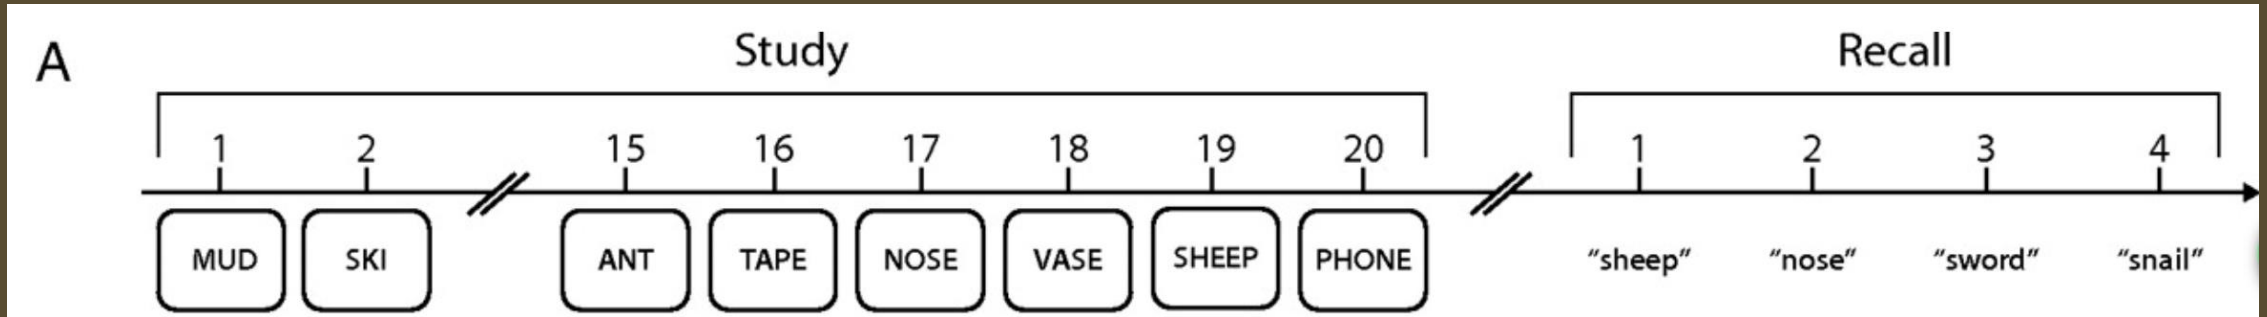 A
Study
Recall
1 2 15 16 17 18 19 20 1 2 3 4
MUD SKI ANT TAPE NOSE VASE SHEEP PHONE “sheep” “nose” “sword” “snail”